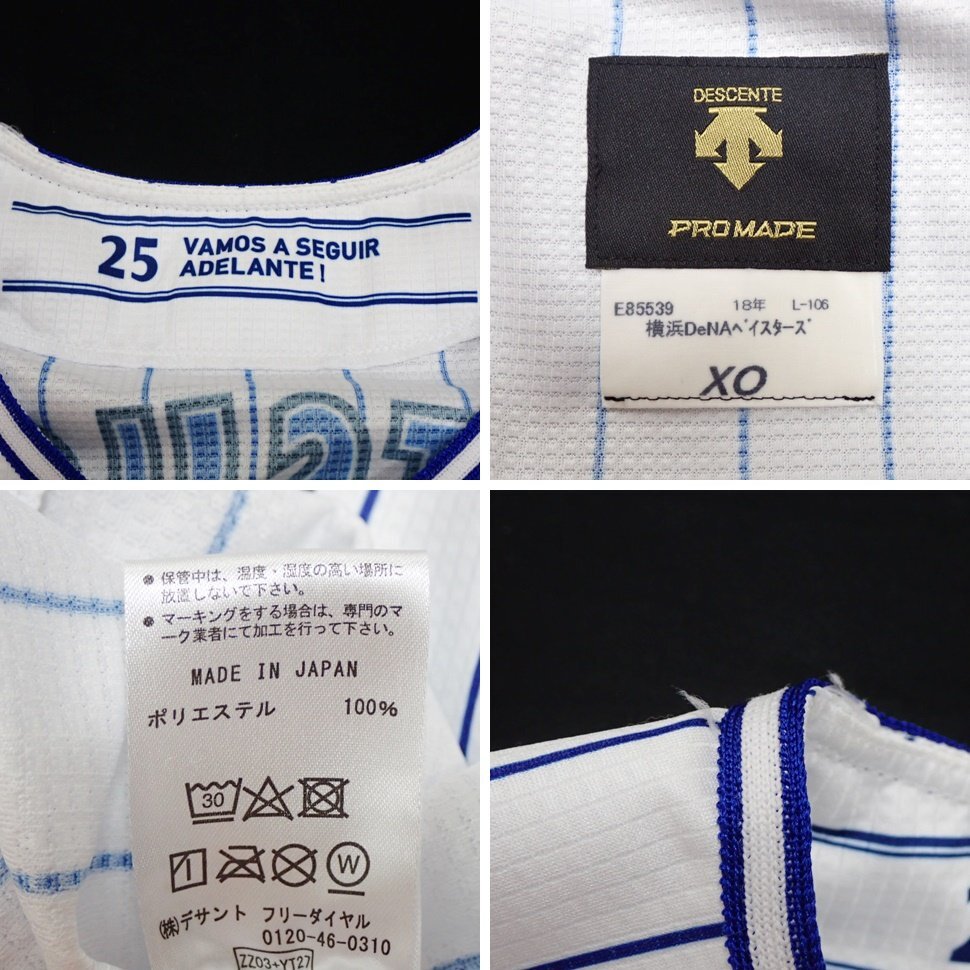 25 VAMOS A SEGUIR
ADELANTE!
DESCENTE
PRO MADE
E85539 18年 L-106
横浜DeNAベイスターズ
XO
●保管中は、温度・湿度の高い場所に
放置しないで下さい。
●マーキングをする場合は、専門のマ
ーク業者にて加工を行って下さい。
MADE IN JAPAN
ポリエステル 100%
30
W
(株)デサント フリーダイヤル
0120-46-0310
ZZ03+YT27